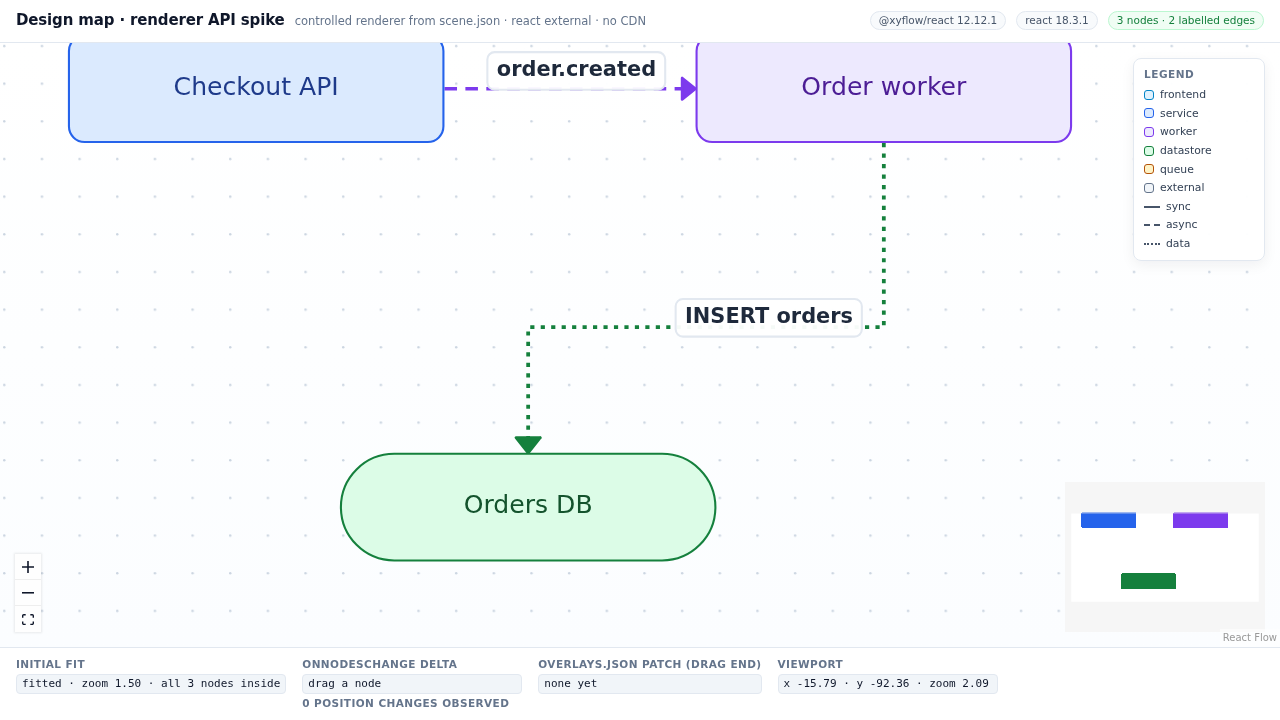 Design map · renderer API spike controlled renderer from scene.json · react external · no CDN
@xyflow/react 12.12.1 react 18.3.1 3 nodes · 2 labelled edges
Checkout API
order.created
Order worker
LEGEND
frontend
service
worker
datastore
queue
external
sync
async
data
INSERT orders
Orders DB
React Flow
INITIAL FIT
fitted · zoom 1.50 · all 3 nodes inside
ONNODESCHANGE DELTA
drag a node
0 POSITION CHANGES OBSERVED
OVERLAYS.JSON PATCH (DRAG END)
none yet
VIEWPORT
x -15.79 · y -92.36 · zoom 2.09